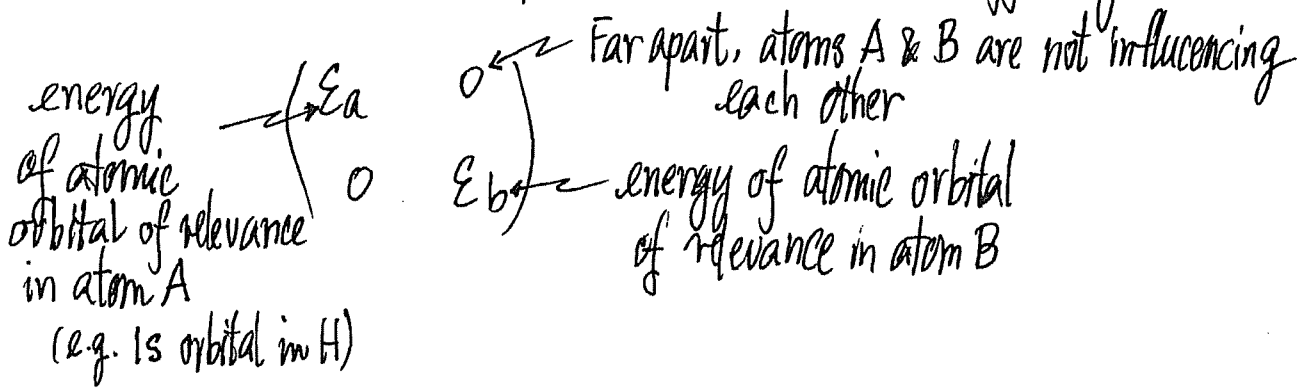 Far apart, atoms A & B are not influcencing
each other
energy
of atomic
orbital of relevance
in atom A
(e.g. 1s orbital in H)
( εa 0
0 εb )
energy of atomic orbital
of relevance in atom B